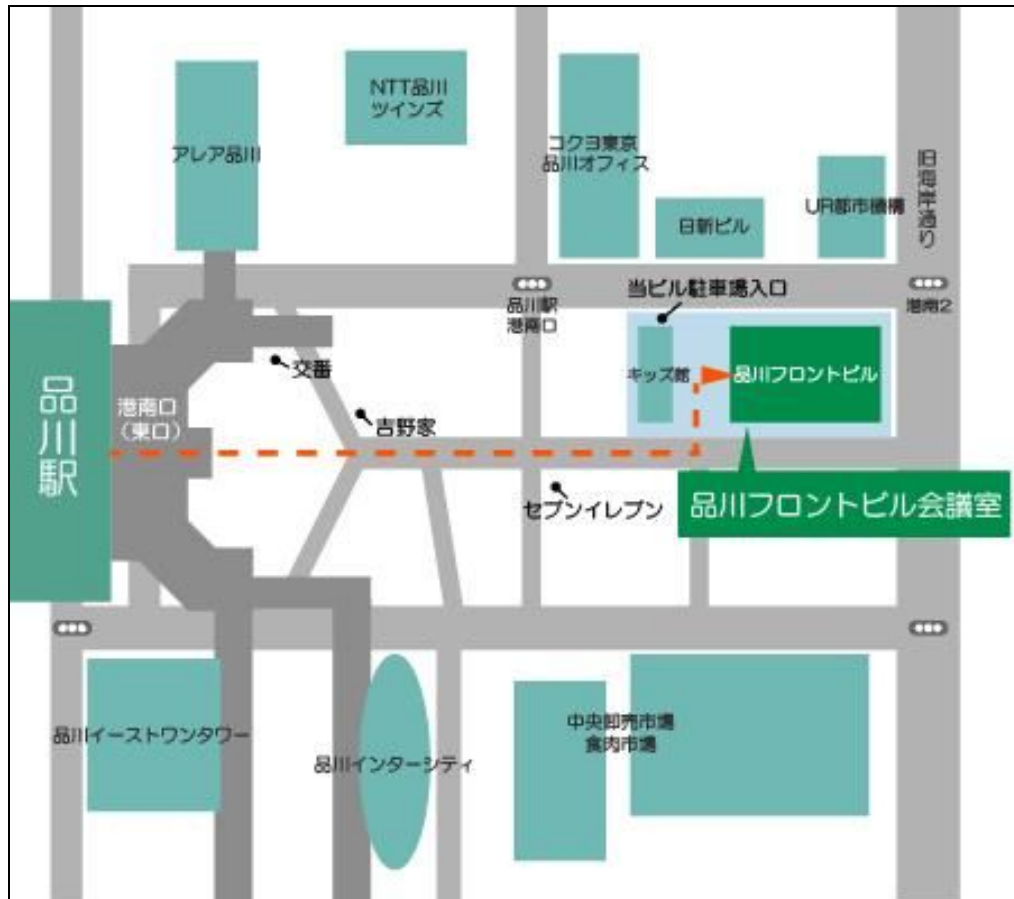 NTT品川
ツインズ
アレア品川
コクヨ東京
品川オフィス
日新ビル
UR都市機構
旧海岸通り
当ビル駐車場入口
品川駅
港南口
港南2
交番
キッズ館
品川フロントビル
品川駅
港南口
（東口）
吉野家
セブンイレブン
品川フロントビル会議室
品川イーストワンタワー
品川インターシティ
中央卸売市場
食肉市場